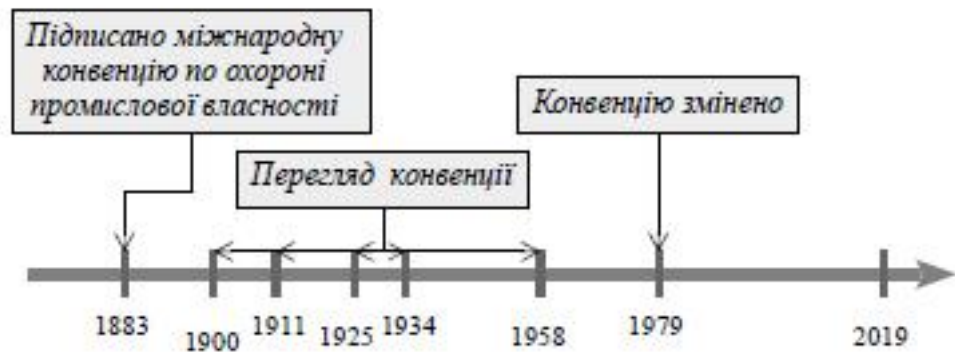 Підписано міжнародну
конвенцію по охороні
промислової власності
Конвенцію змінено
Перегляд конвенції
1883
1900
1911
1925
1934
1958
1979
2019